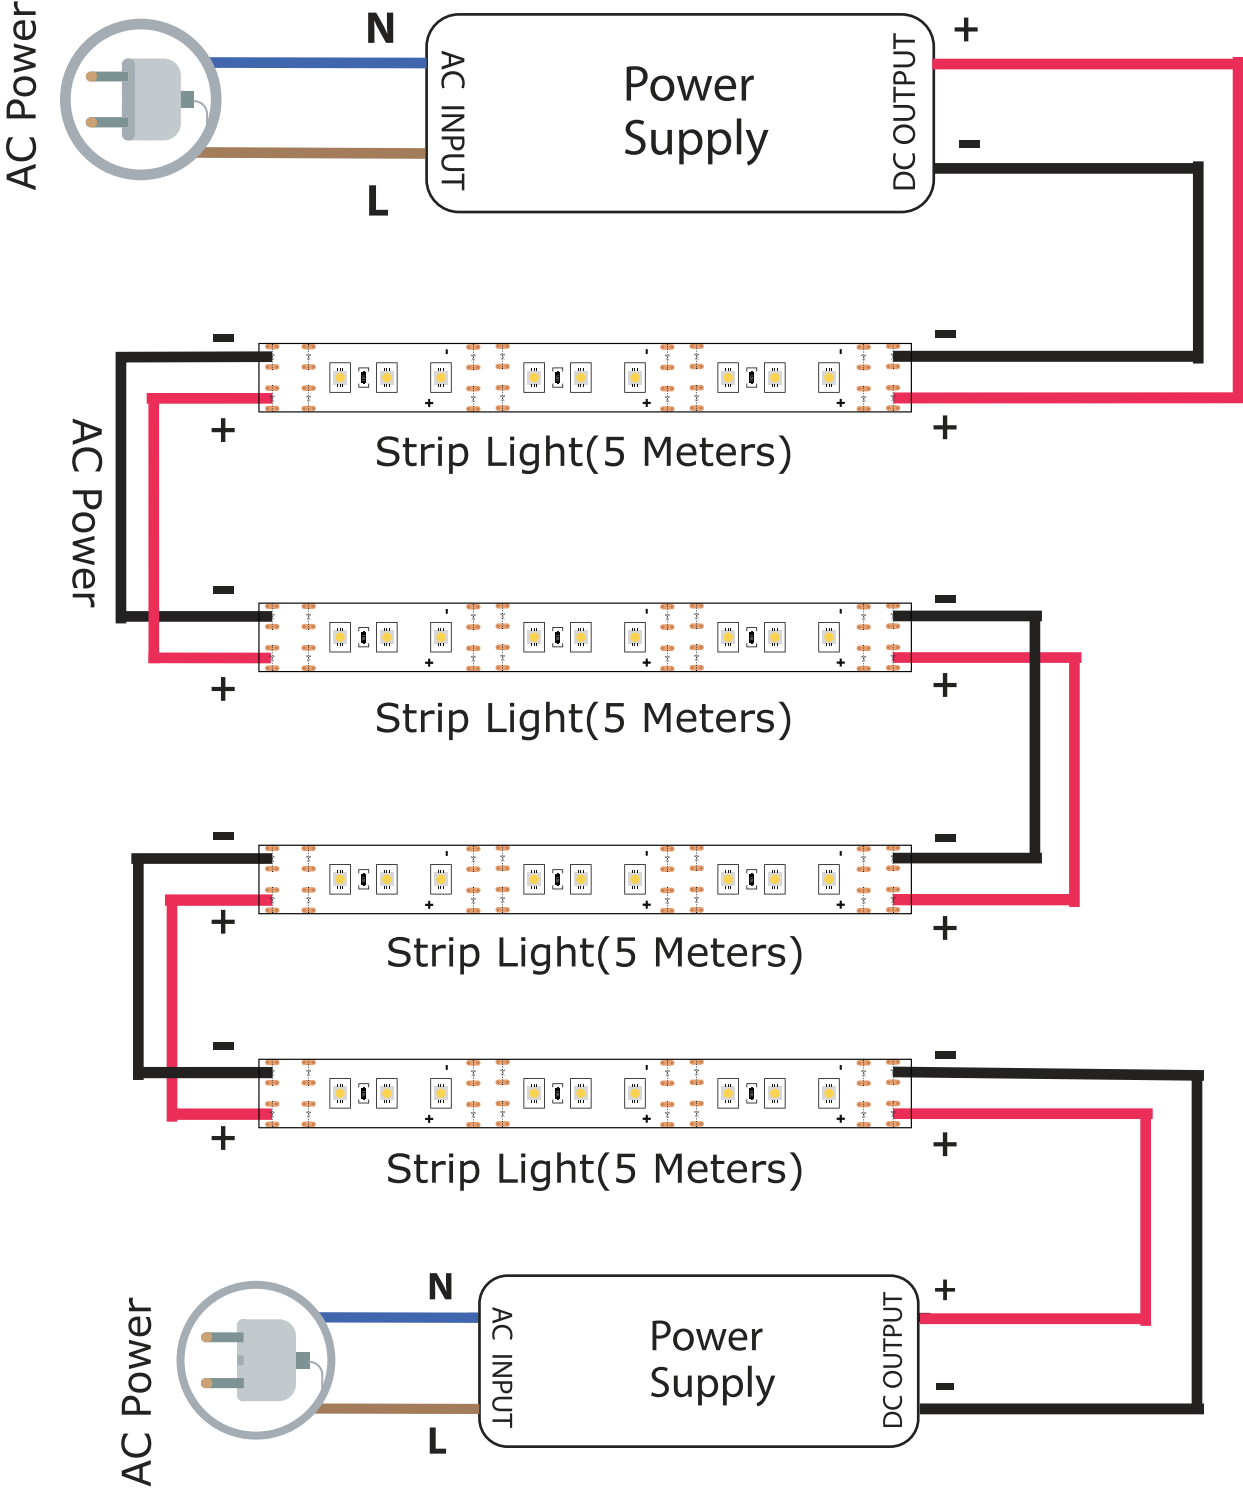 AC Power
N
L
AC INPUT
Power
Supply
DC OUTPUT
+
-
-
-
+
+
Strip Light(5 Meters)
AC Power
-
-
+
+
Strip Light(5 Meters)
-
-
+
+
Strip Light(5 Meters)
-
-
+
+
Strip Light(5 Meters)
AC Power
N
L
AC INPUT
Power
Supply
DC OUTPUT
+
-